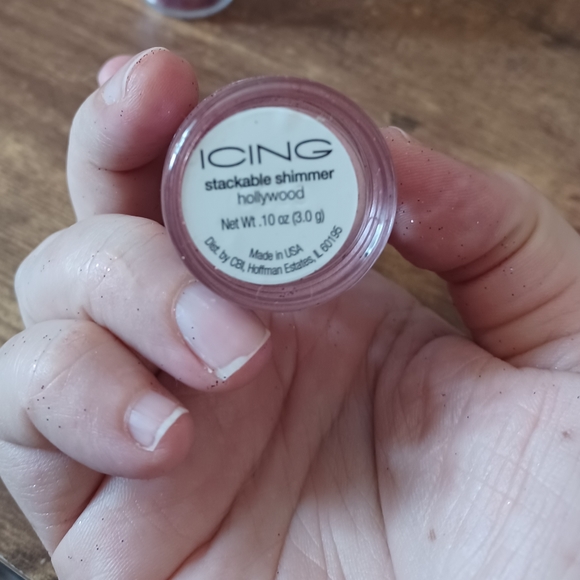 ICING
stackable shimmer
hollywood
Net Wt .10 oz (3.0 g)
Made in USA
Dist. by CBI, Hoffman Estates, IL 60195